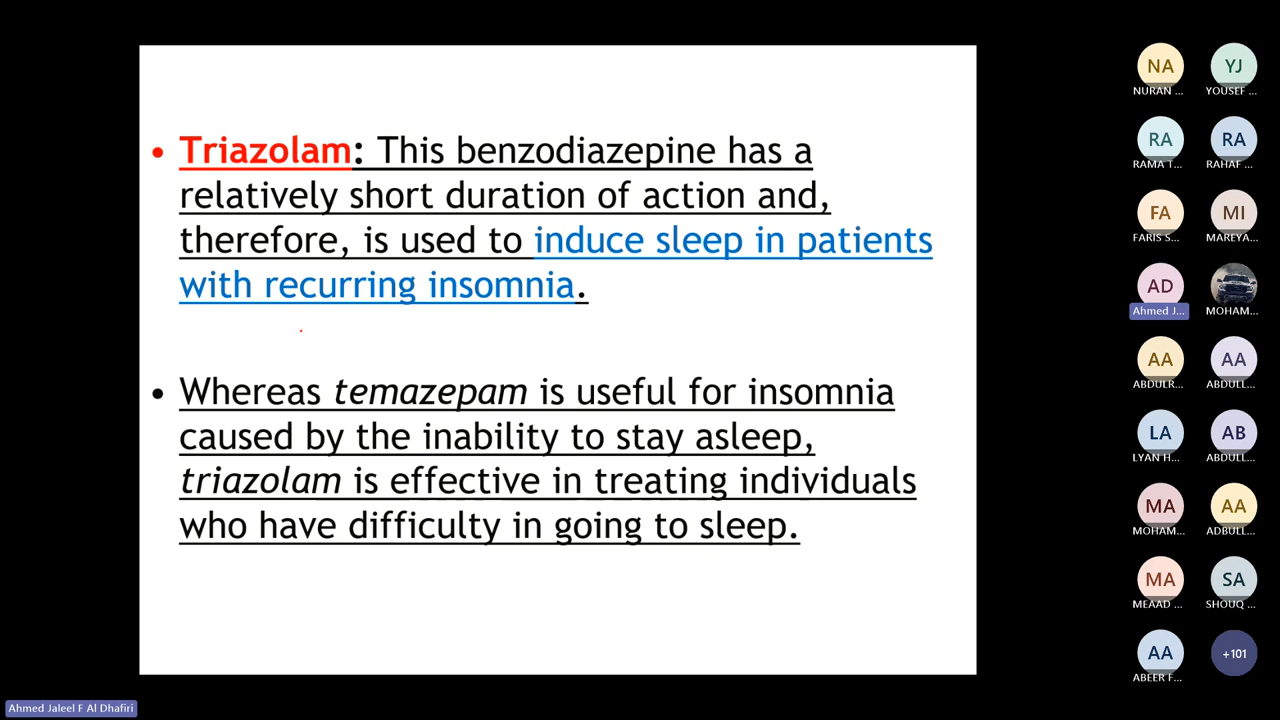 • Triazolam: This benzodiazepine has a
relatively short duration of action and,
therefore, is used to induce sleep in patients
with recurring insomnia.
• Whereas temazepam is useful for insomnia
caused by the inability to stay asleep,
triazolam is effective in treating individuals
who have difficulty in going to sleep.
NA YJ
NURAN ... YOUSEF ...
RA RA
RAMA T... RAHAF ...
FA MI
FARIS S... MAREYA...
AD
Ahmed J... MOHAM...
AA AA
ABDULR... ABDULL...
LA AB
LYAN H... ABDULL...
MA AA
MOHAM... ADBULL...
MA SA
MEAAD ... SHOUQ ...
AA +101
ABEER F...
Ahmed Jaleel F Al Dhafiri